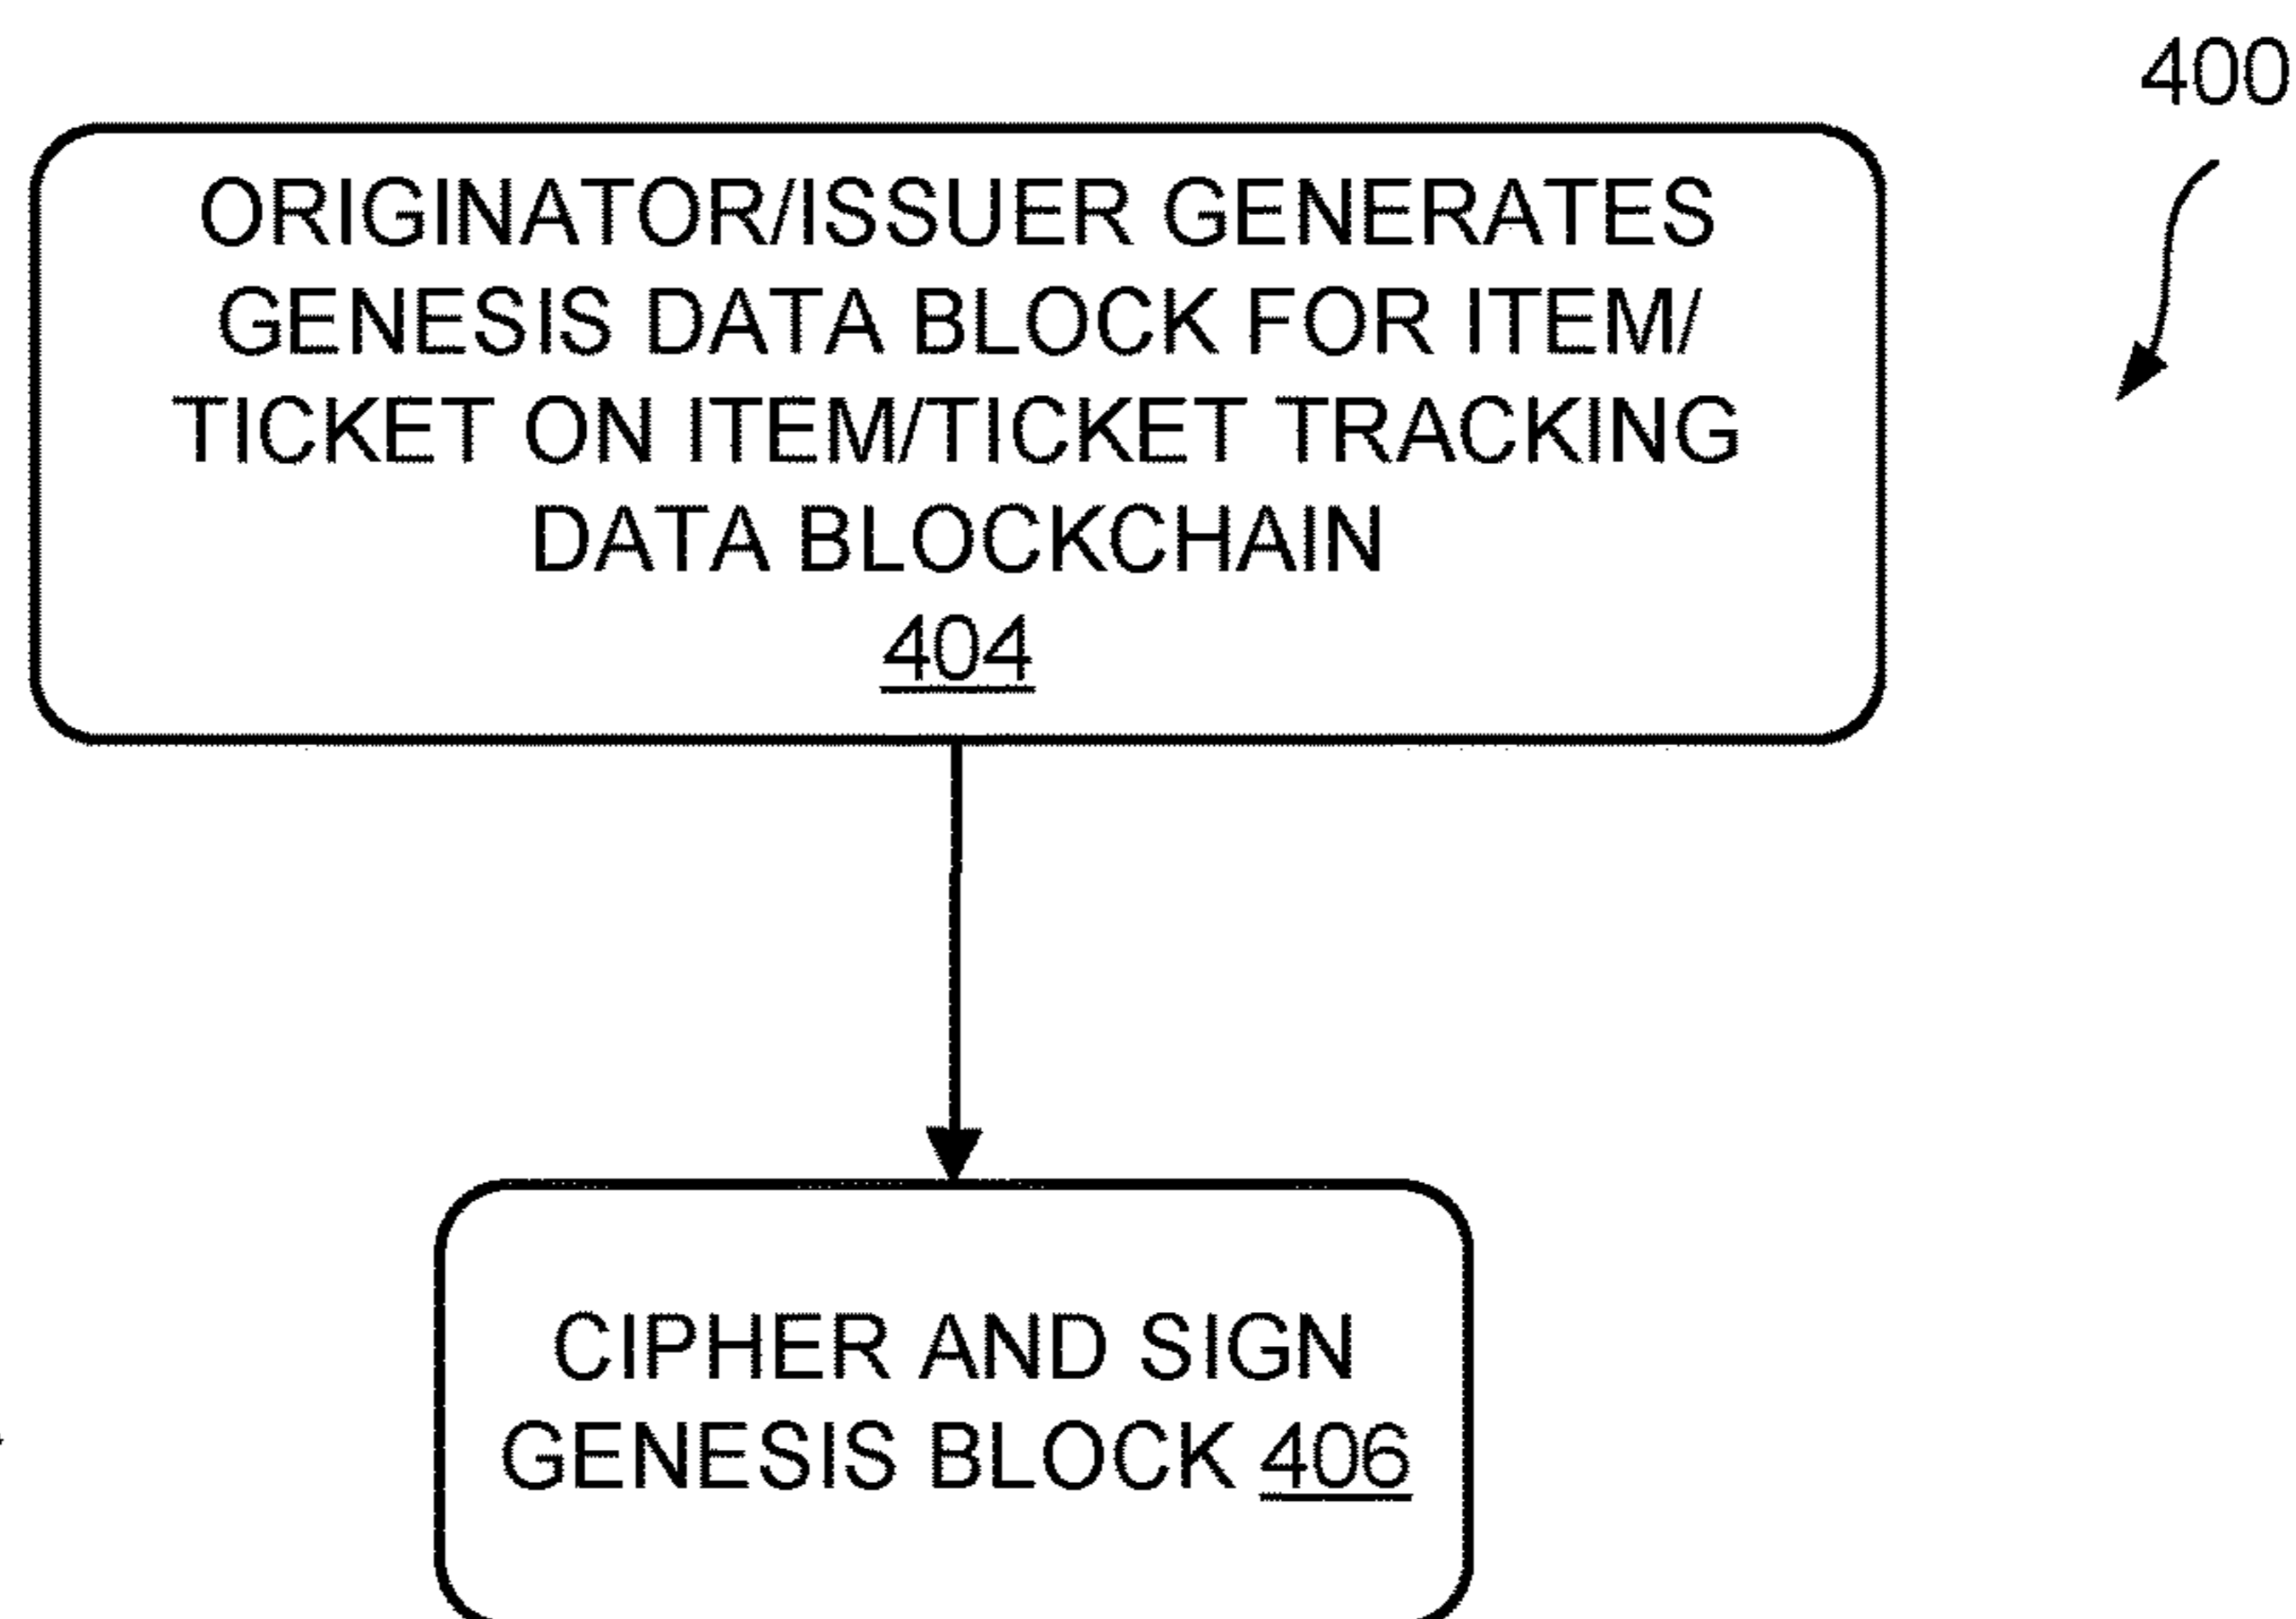 400
ORIGINATOR/ISSUER GENERATES
GENESIS DATA BLOCK FOR ITEM/
TICKET ON ITEM/TICKET TRACKING
DATA BLOCKCHAIN
404
CIPHER AND SIGN
GENESIS BLOCK 406